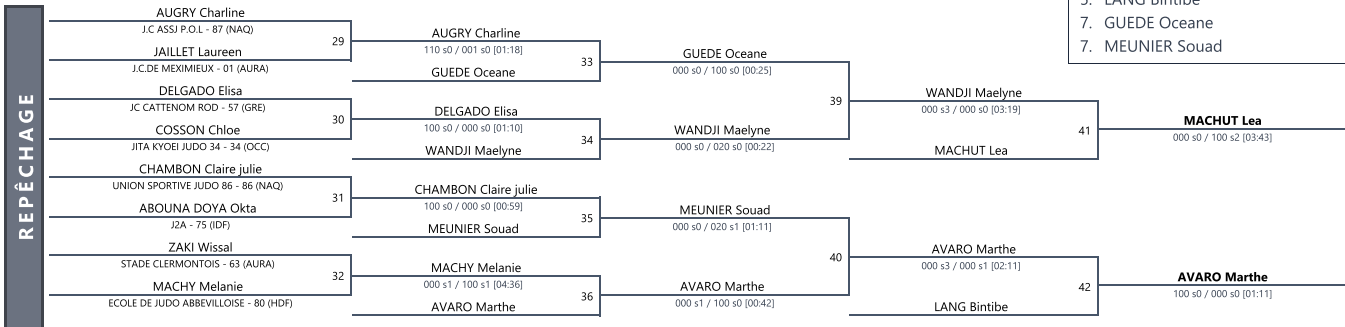 REPÊCHAGE
AUGRY Charline
J.C ASSJ P.O.L - 87 (NAQ)
29
JAILLET Laureen
J.C.DE MEXIMIEUX - 01 (AURA)
DELGADO Elisa
JC CATTENOM ROD - 57 (GRE)
30
COSSON Chloe
JITA KYOEI JUDO 34 - 34 (OCC)
CHAMBON Claire julie
UNION SPORTIVE JUDO 86 - 86 (NAQ)
31
ABOUNA DOYA Okta
J2A - 75 (IDF)
ZAKI Wissal
STADE CLERMONTOIS - 63 (AURA)
32
MACHY Melanie
ECOLE DE JUDO ABBEVILLOISE - 80 (HDF)
AUGRY Charline
110 s0 / 001 s0 [01:18]
33
GUEDE Oceane
DELGADO Elisa
100 s0 / 000 s0 [01:10]
34
WANDJI Maelyne
CHAMBON Claire julie
100 s0 / 000 s0 [00:59]
35
MEUNIER Souad
MACHY Melanie
000 s1 / 100 s1 [04:36]
36
AVARO Marthe
GUEDE Oceane
000 s0 / 100 s0 [00:25]
39
WANDJI Maelyne
000 s0 / 020 s0 [00:22]
MEUNIER Souad
000 s0 / 020 s1 [01:11]
40
AVARO Marthe
000 s1 / 100 s0 [00:42]
WANDJI Maelyne
000 s3 / 000 s0 [03:19]
41
MACHUT Lea
AVARO Marthe
000 s3 / 000 s1 [02:11]
42
LANG Bintibe
MACHUT Lea
000 s0 / 100 s2 [03:43]
AVARO Marthe
100 s0 / 000 s0 [01:11]
5. LANG Bintibe
7. GUEDE Oceane
7. MEUNIER Souad